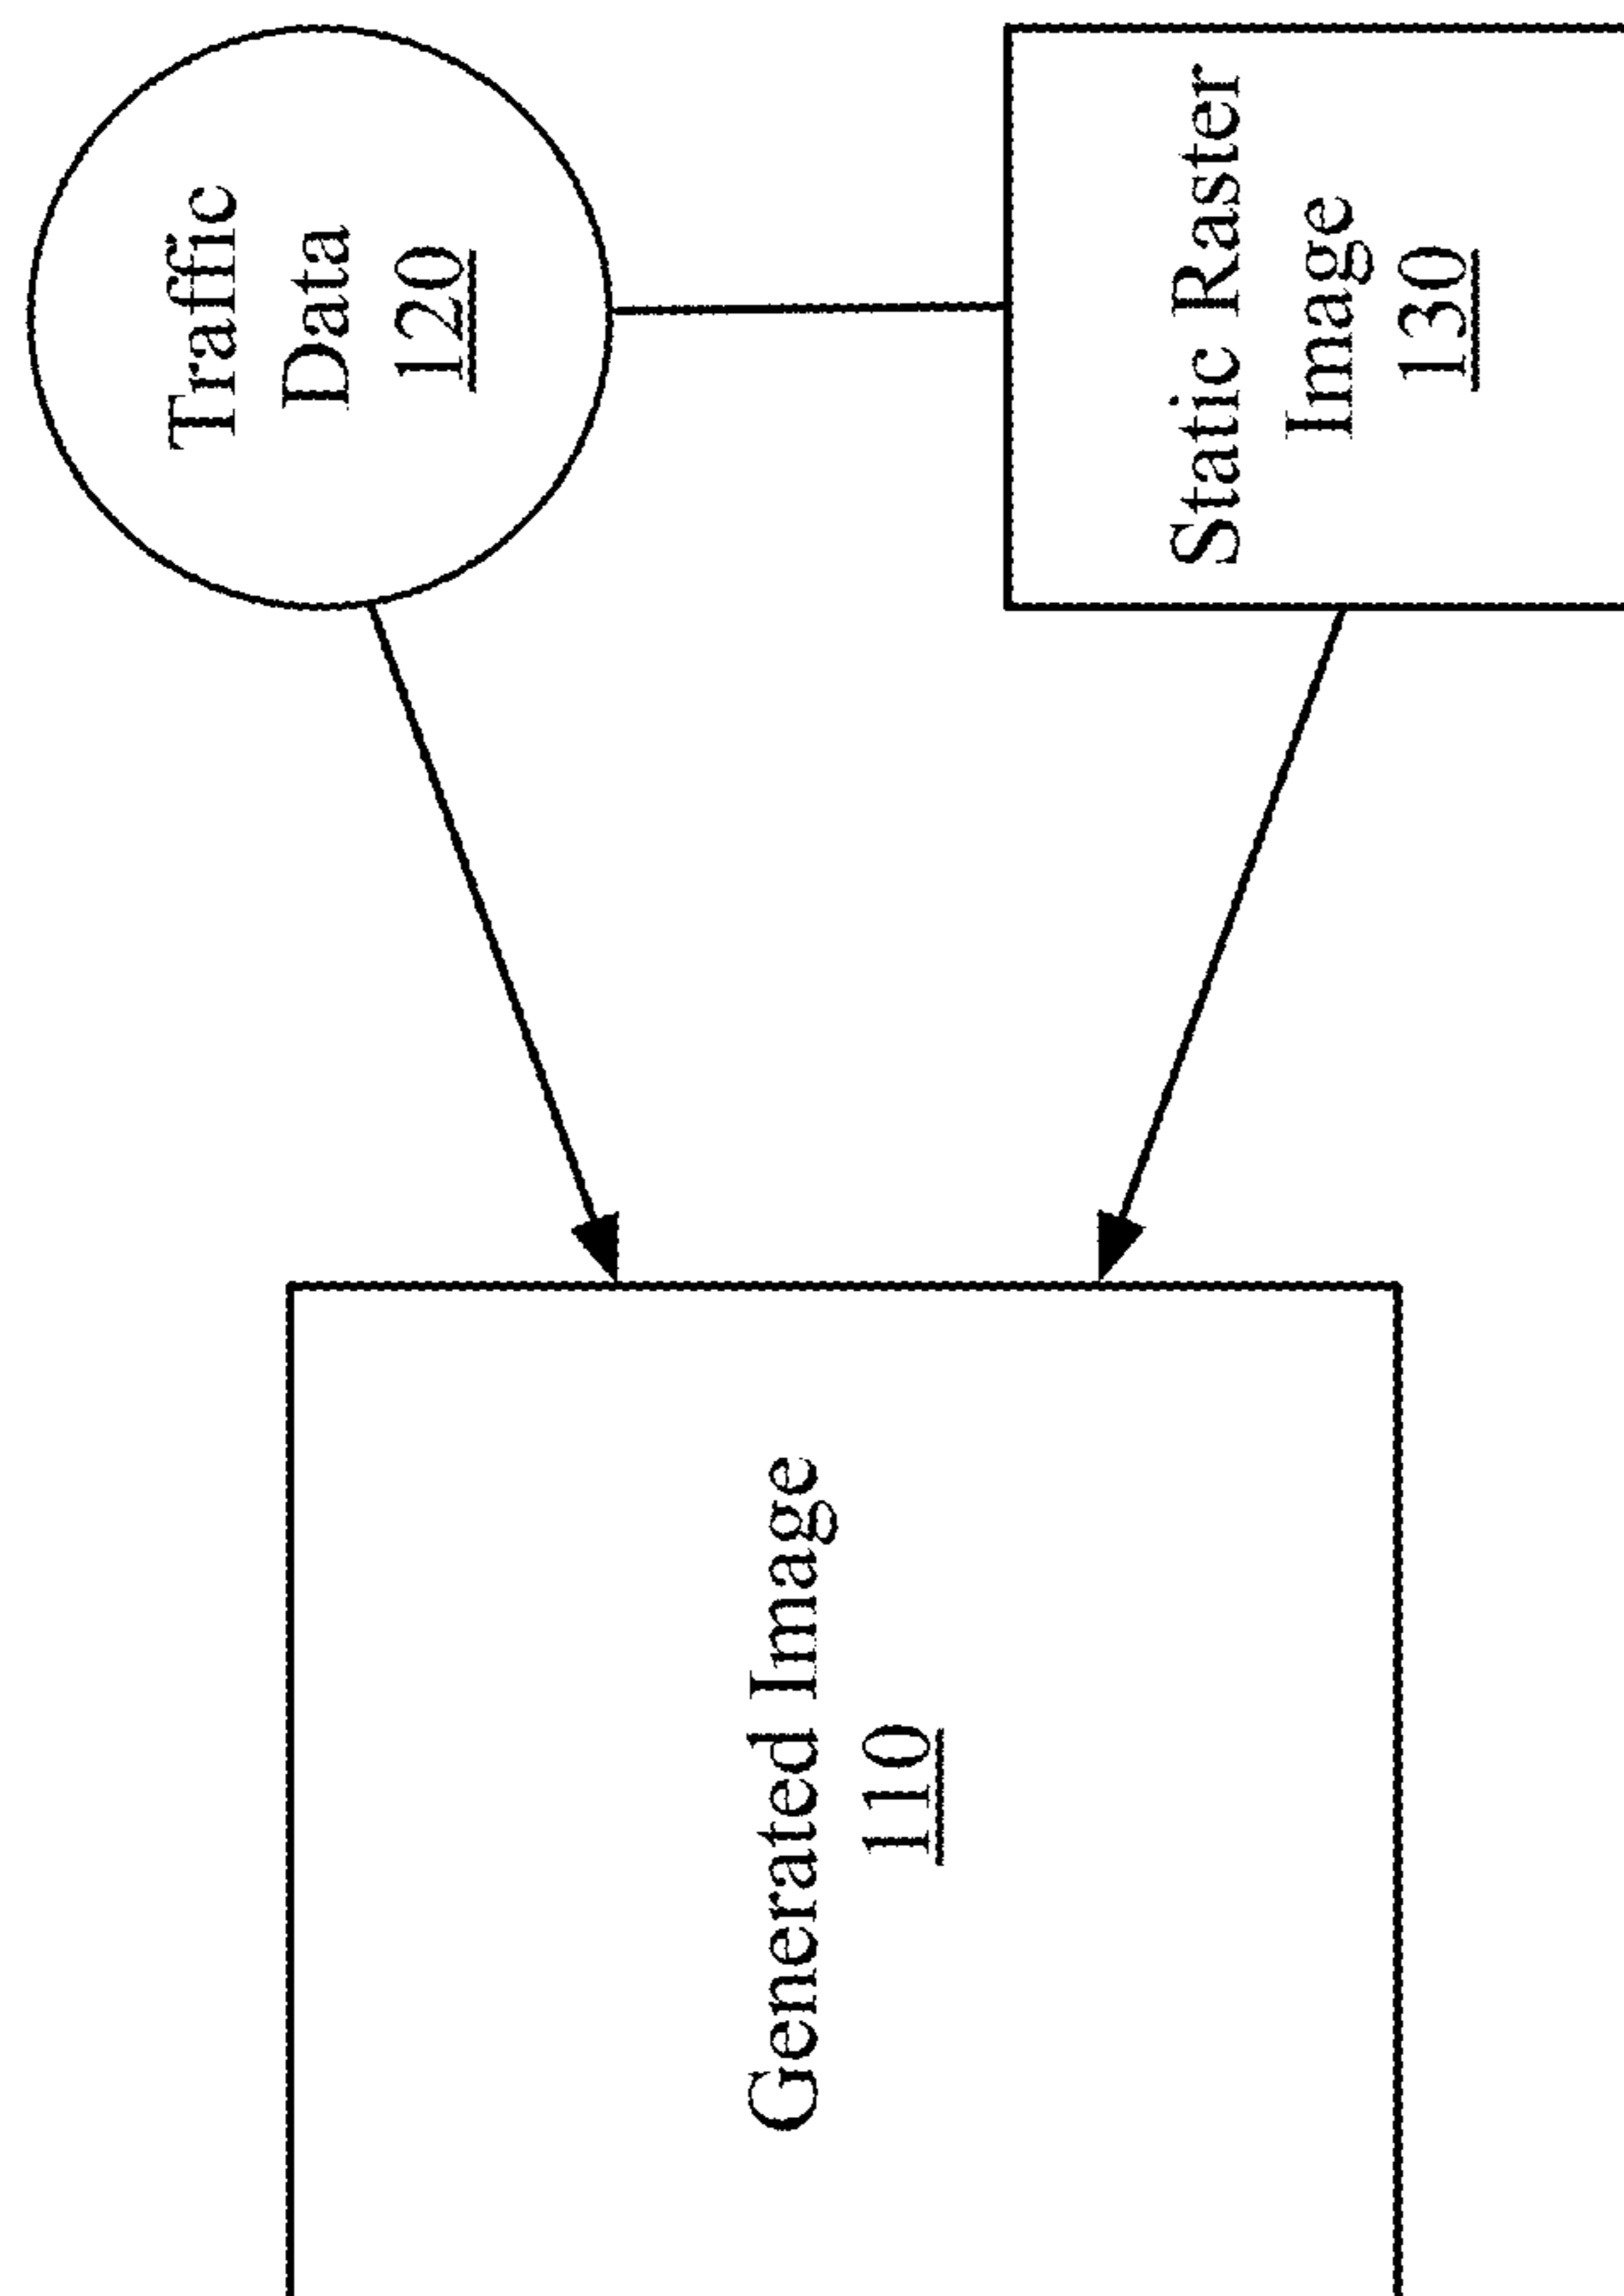 Traffic
Data
120
Static Raster
Image
130
Generated Image
110